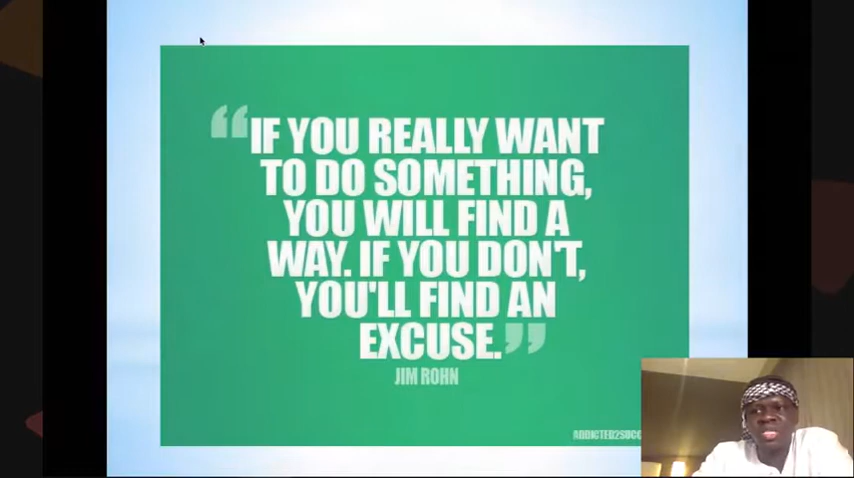 “IF YOU REALLY WANT
TO DO SOMETHING,
YOU WILL FIND A
WAY. IF YOU DON'T,
YOU'LL FIND AN
EXCUSE.”
JIM ROHN